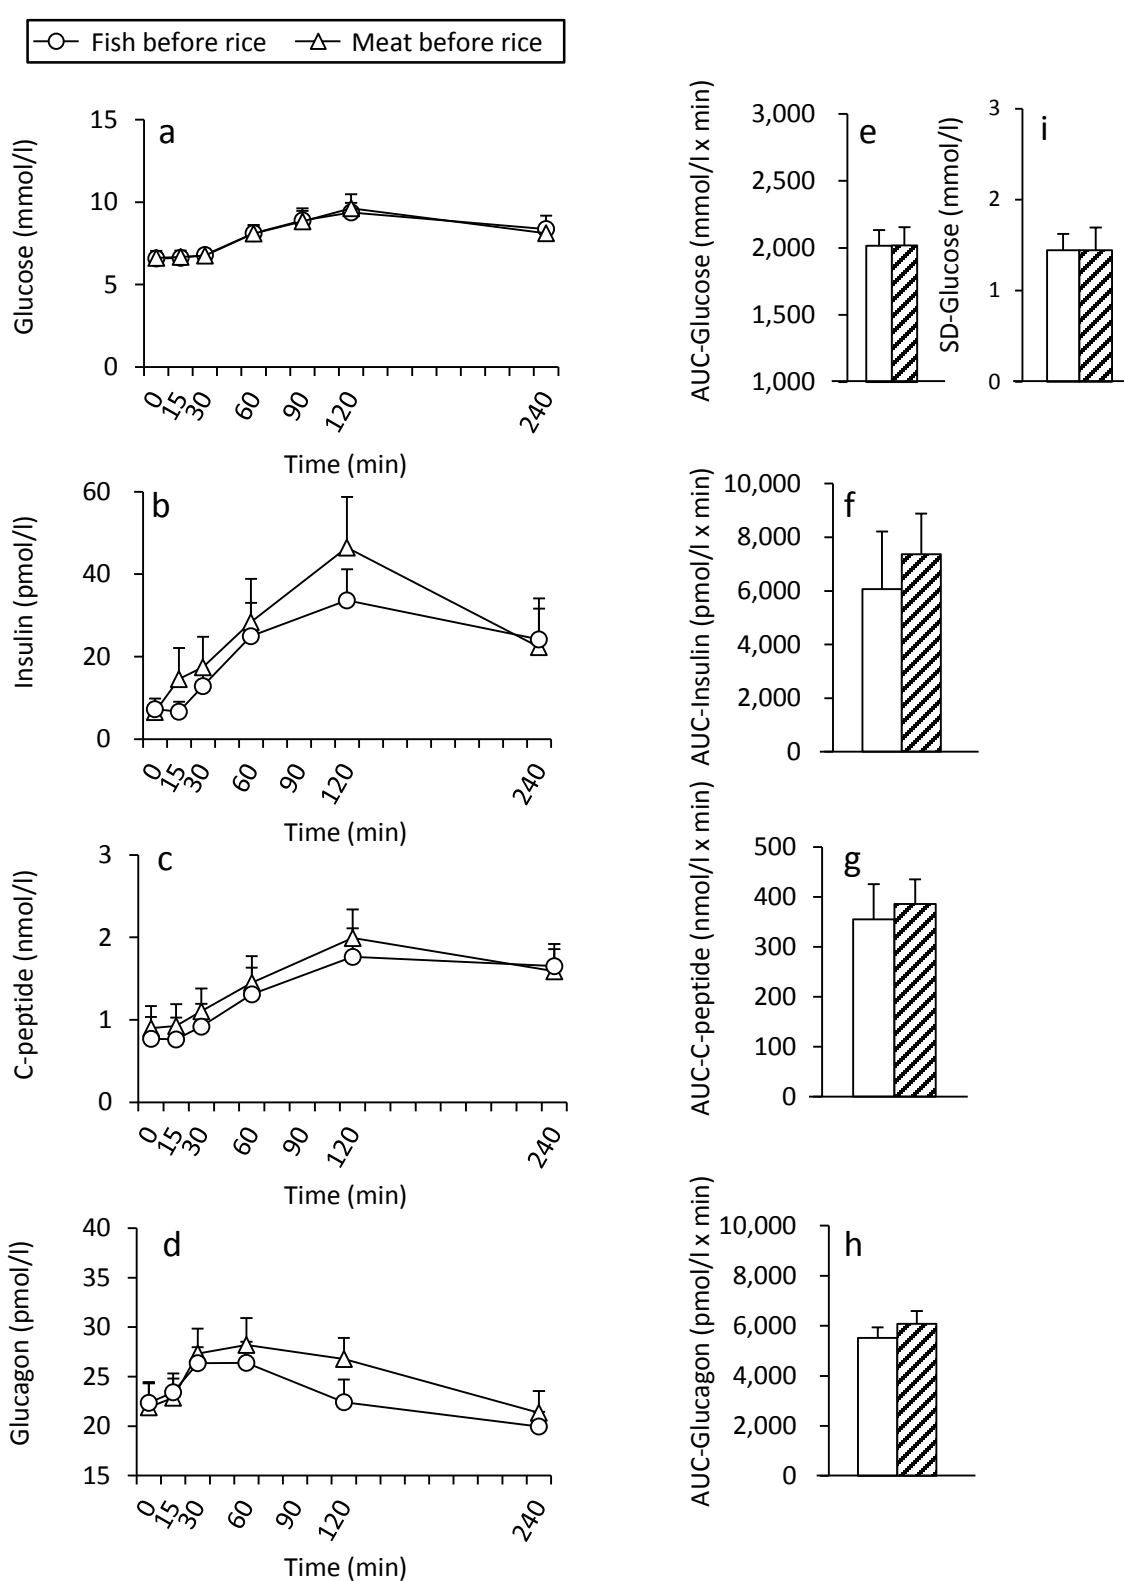 Fish before rice Meat before rice
a
Glucose (mmol/l)
15
10
5
0
0 15 30 60 90 120 240
Time (min)
e
AUC-Glucose (mmol/l x min)
3,000
2,500
2,000
1,500
1,000
i
SD-Glucose (mmol/l)
3
2
1
0
b
Insulin (pmol/l)
60
40
20
0
0 15 30 60 90 120 240
Time (min)
f
AUC-Insulin (pmol/l x min)
10,000
8,000
6,000
4,000
2,000
0
c
C-peptide (nmol/l)
3
2
1
0
0 15 30 60 90 120 240
Time (min)
g
AUC-C-peptide (nmol/l x min)
500
400
300
200
100
0
d
Glucagon (pmol/l)
40
35
30
25
20
15
0 15 30 60 90 120 240
Time (min)
h
AUC-Glucagon (pmol/l x min)
10,000
8,000
6,000
4,000
2,000
0